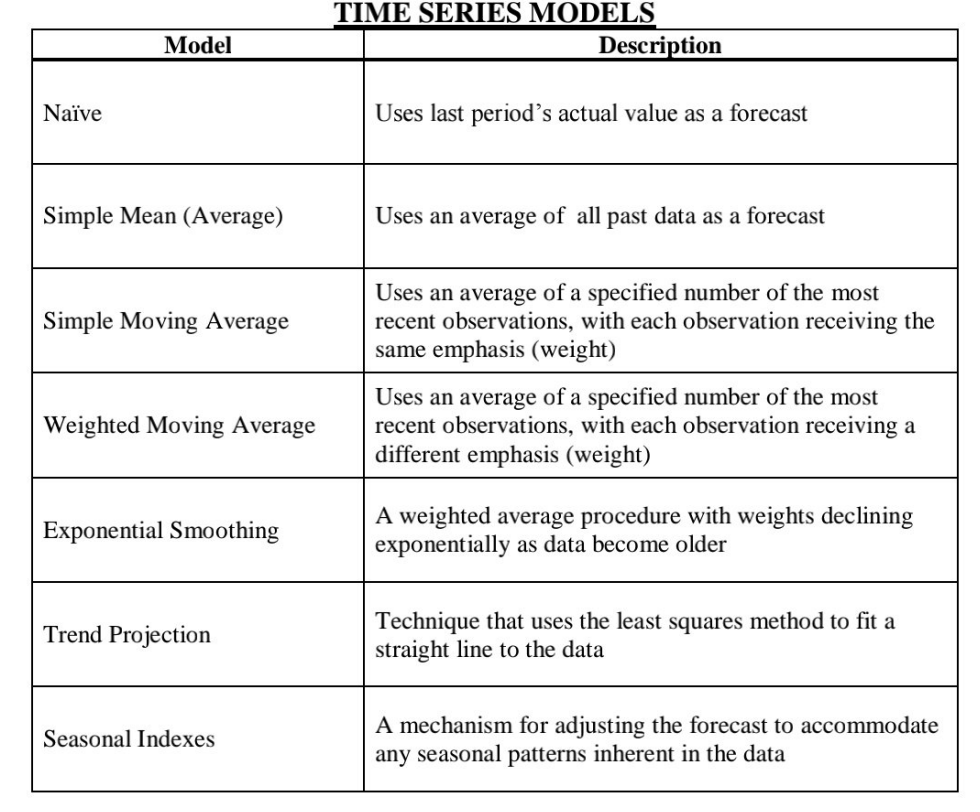 TIME SERIES MODELS
Model Description
Naïve Uses last period's actual value as a forecast
Simple Mean (Average) Uses an average of all past data as a forecast
Simple Moving Average
Uses an average of a specified number of the most
recent observations, with each observation receiving the
same emphasis (weight)
Weighted Moving Average
Uses an average of a specified number of the most
recent observations, with each observation receiving a
different emphasis (weight)
Exponential Smoothing
A weighted average procedure with weights declining
exponentially as data become older
Trend Projection
Technique that uses the least squares method to fit a
straight line to the data
Seasonal Indexes
A mechanism for adjusting the forecast to accommodate
any seasonal patterns inherent in the data